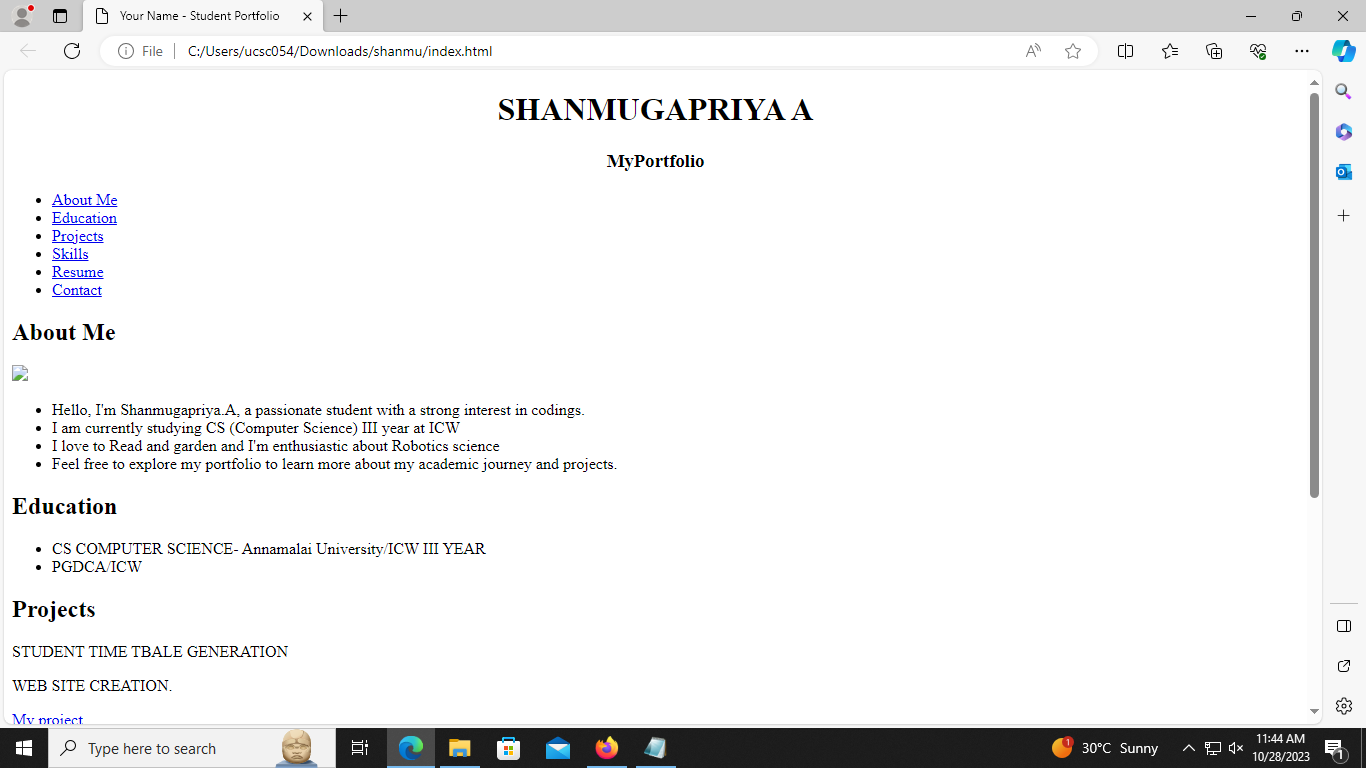 Your Name - Student Portfolio
File
C:/Users/ucsc054/Downloads/shanmu/index.html
SHANMUGAPRIYA A
MyPortfolio
About Me
Education
Projects
Skills
Resume
Contact
About Me
Hello, I'm Shanmugapriya.A, a passionate student with a strong interest in codings.
I am currently studying CS (Computer Science) III year at ICW
I love to Read and garden and I'm enthusiastic about Robotics science
Feel free to explore my portfolio to learn more about my academic journey and projects.
Education
CS COMPUTER SCIENCE- Annamalai University/ICW III YEAR
PGDCA/ICW
Projects
STUDENT TIME TBALE GENERATION
WEB SITE CREATION.
My project
Type here to search
1
30°C Sunny
11:44 AM
10/28/2023
1